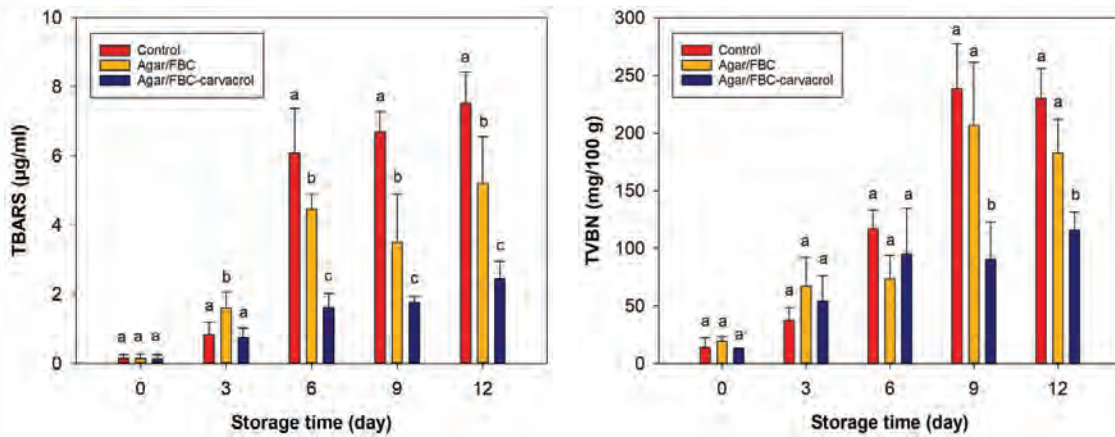 10
8
6
4
2
0
TBARS (µg/ml)
Control
Agar/FBC
Agar/FBC-carvacrol
a a a
a b a
a b c
a b c
a b c
0 3 6 9 12
Storage time (day)
300
250
200
150
100
50
0
TVBN (mg/100 g)
Control
Agar/FBC
Agar/FBC-carvacrol
a a a
a a a
a a a
a a b
a a b
0 3 6 9 12
Storage time (day)